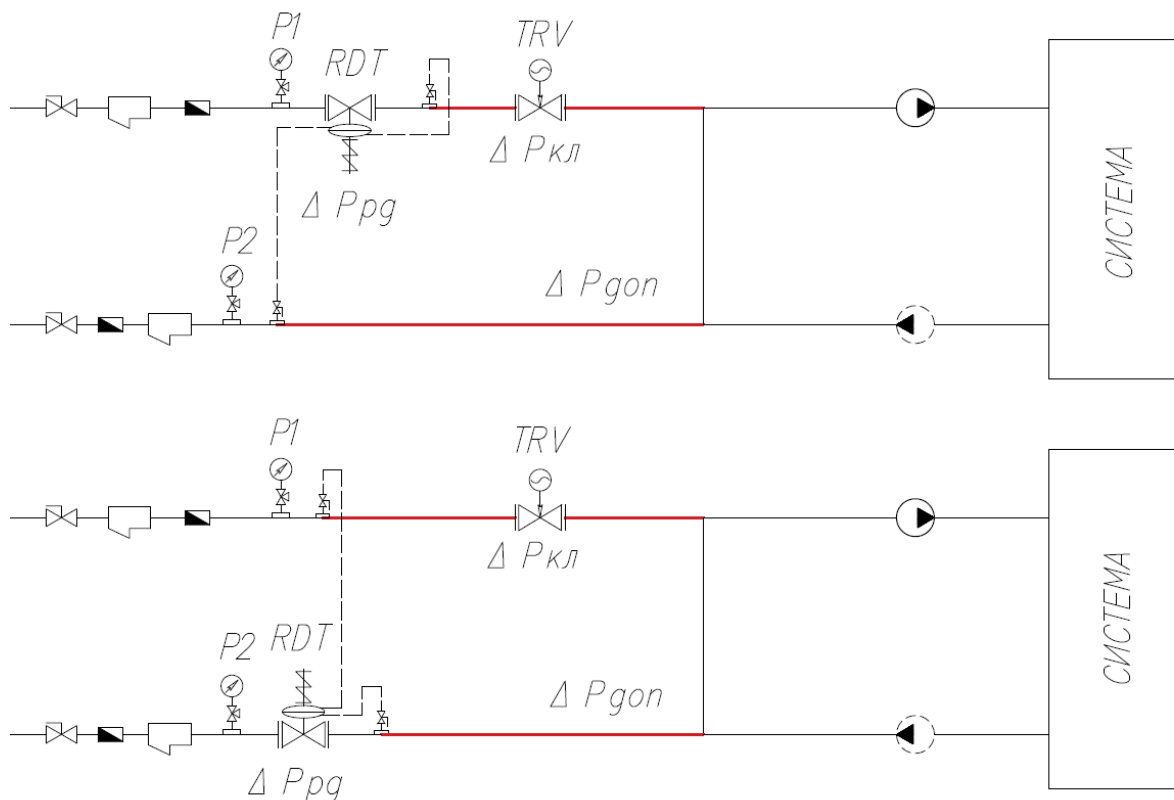 P1
RDT
TRV
Δ Pкл
Δ Ppg
P2
Δ Pgon
СИСТЕМА
P1
TRV
Δ Pкл
P2
RDT
Δ Pgon
Δ Ppg
СИСТЕМА